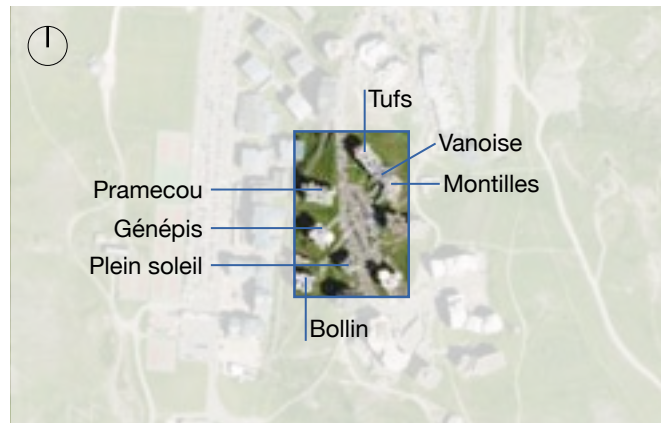 Tufs
Vanoise
Montilles
Pramecou
Génépis
Plein soleil
Bollin